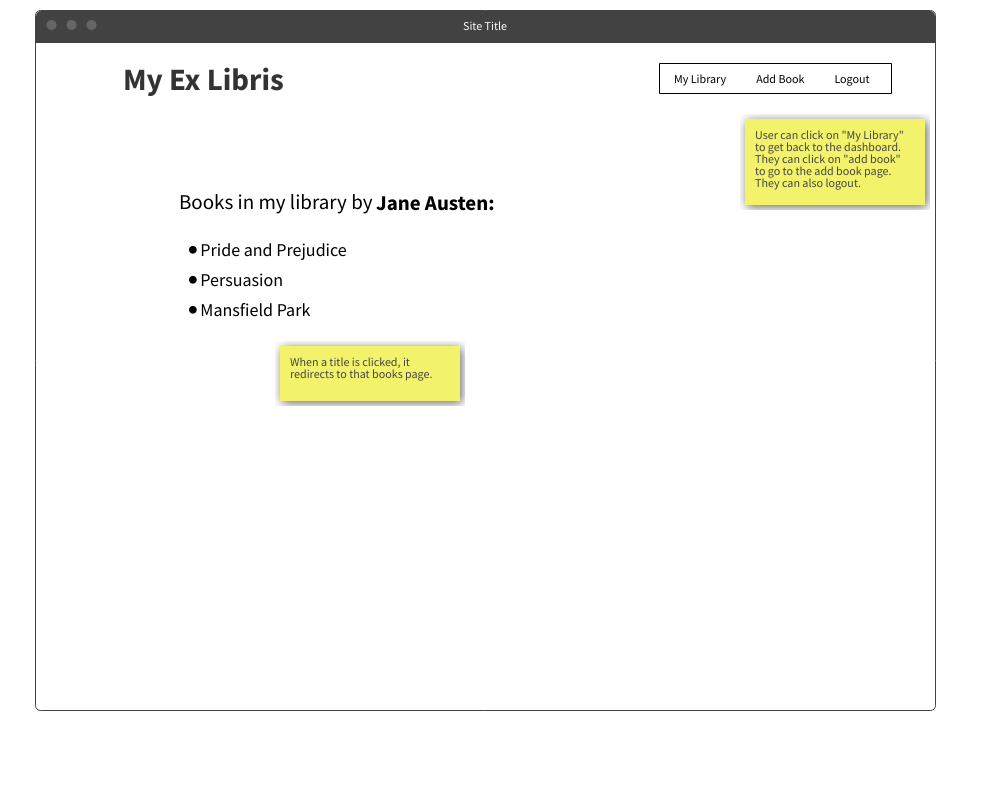 Site Title
My Ex Libris
My Library Add Book Logout
User can click on "My Library"
to get back to the dashboard.
They can click on "add book"
to go to the add book page.
They can also logout.
Books in my library by Jane Austen:
Pride and Prejudice
Persuasion
Mansfield Park
When a title is clicked, it
redirects to that books page.